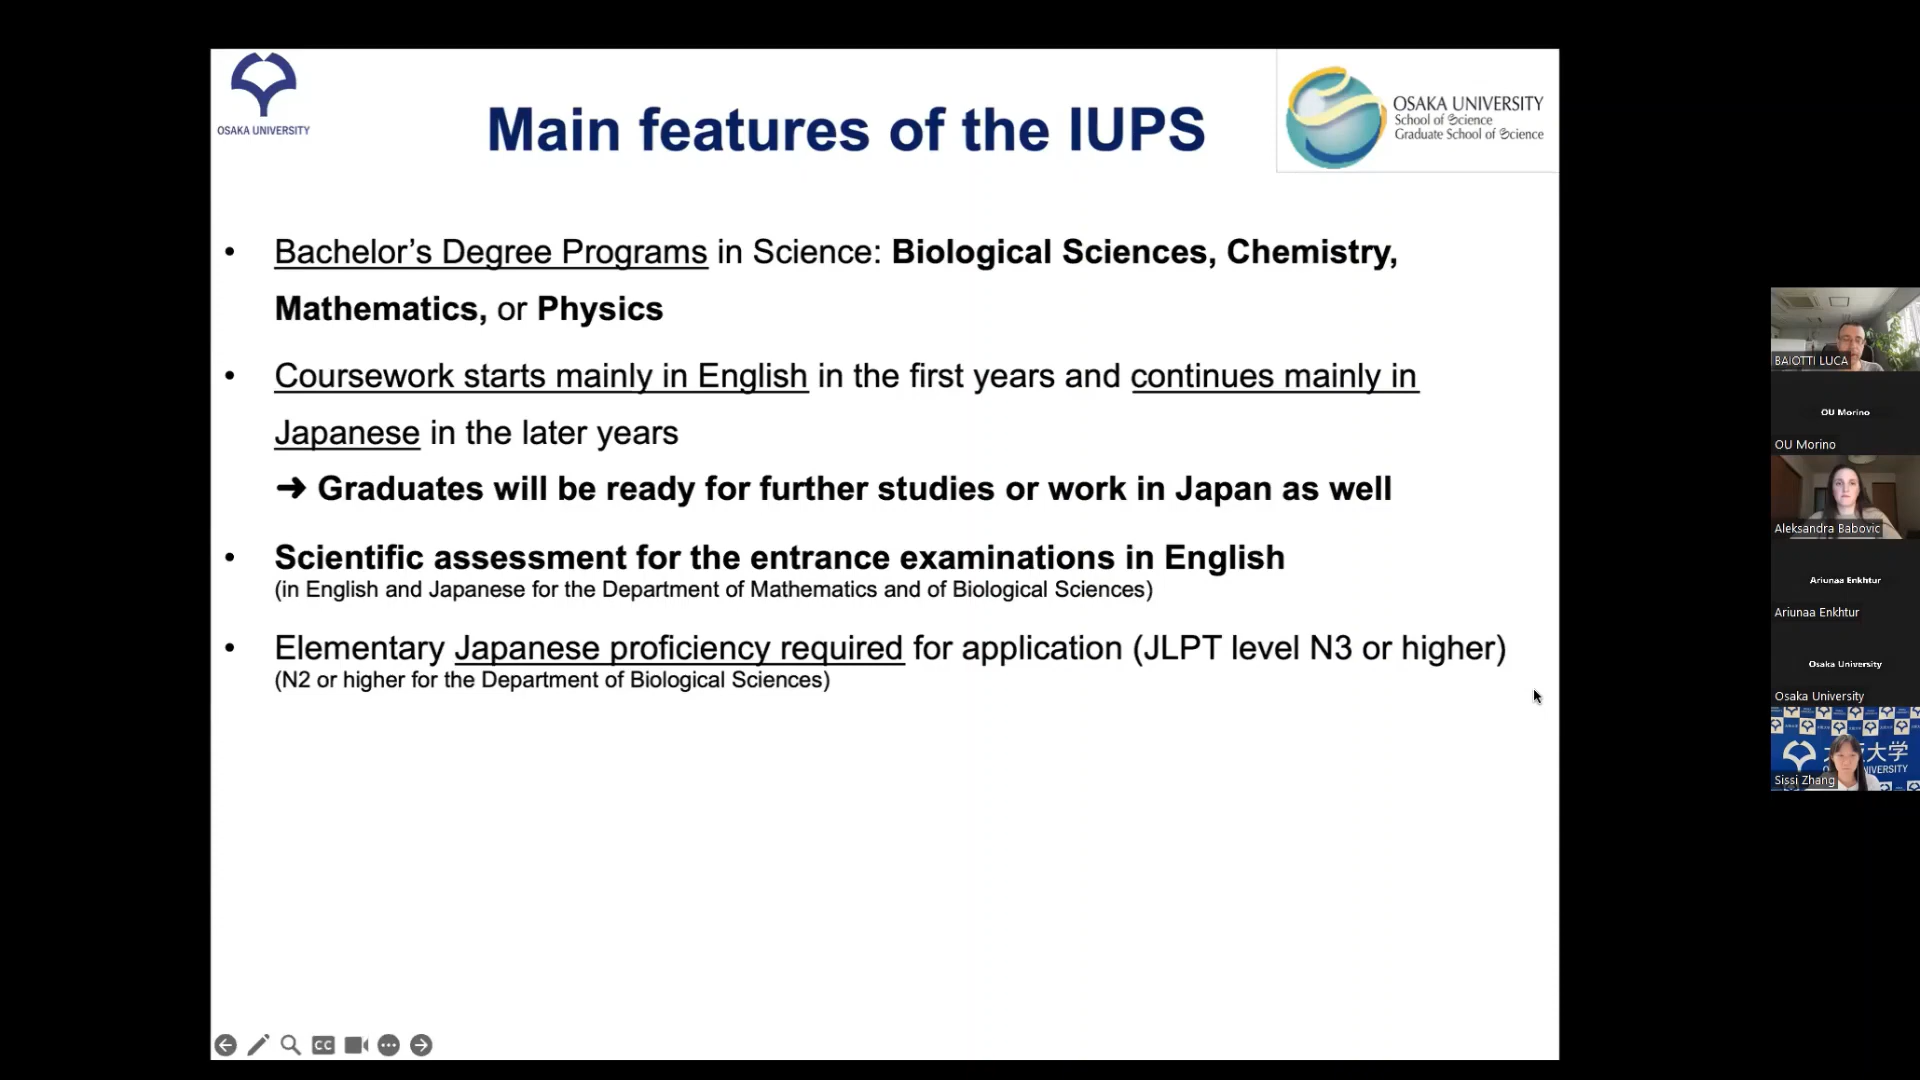 OSAKA UNIVERSITY
Main features of the IUPS
OSAKA UNIVERSITY
School of Science
Graduate School of Science
• Bachelor’s Degree Programs in Science: Biological Sciences, Chemistry,
Mathematics, or Physics
• Coursework starts mainly in English in the first years and continues mainly in
Japanese in the later years
➜ Graduates will be ready for further studies or work in Japan as well
• Scientific assessment for the entrance examinations in English
(in English and Japanese for the Department of Mathematics and of Biological Sciences)
• Elementary Japanese proficiency required for application (JLPT level N3 or higher)
(N2 or higher for the Department of Biological Sciences)
CC
BAIOTTI LUCA
OU Morino
OU Morino
Aleksandra Babovic
Ariunaa Enkhtur
Ariunaa Enkhtur
Osaka University
Osaka University
大学
Sissi Zhang